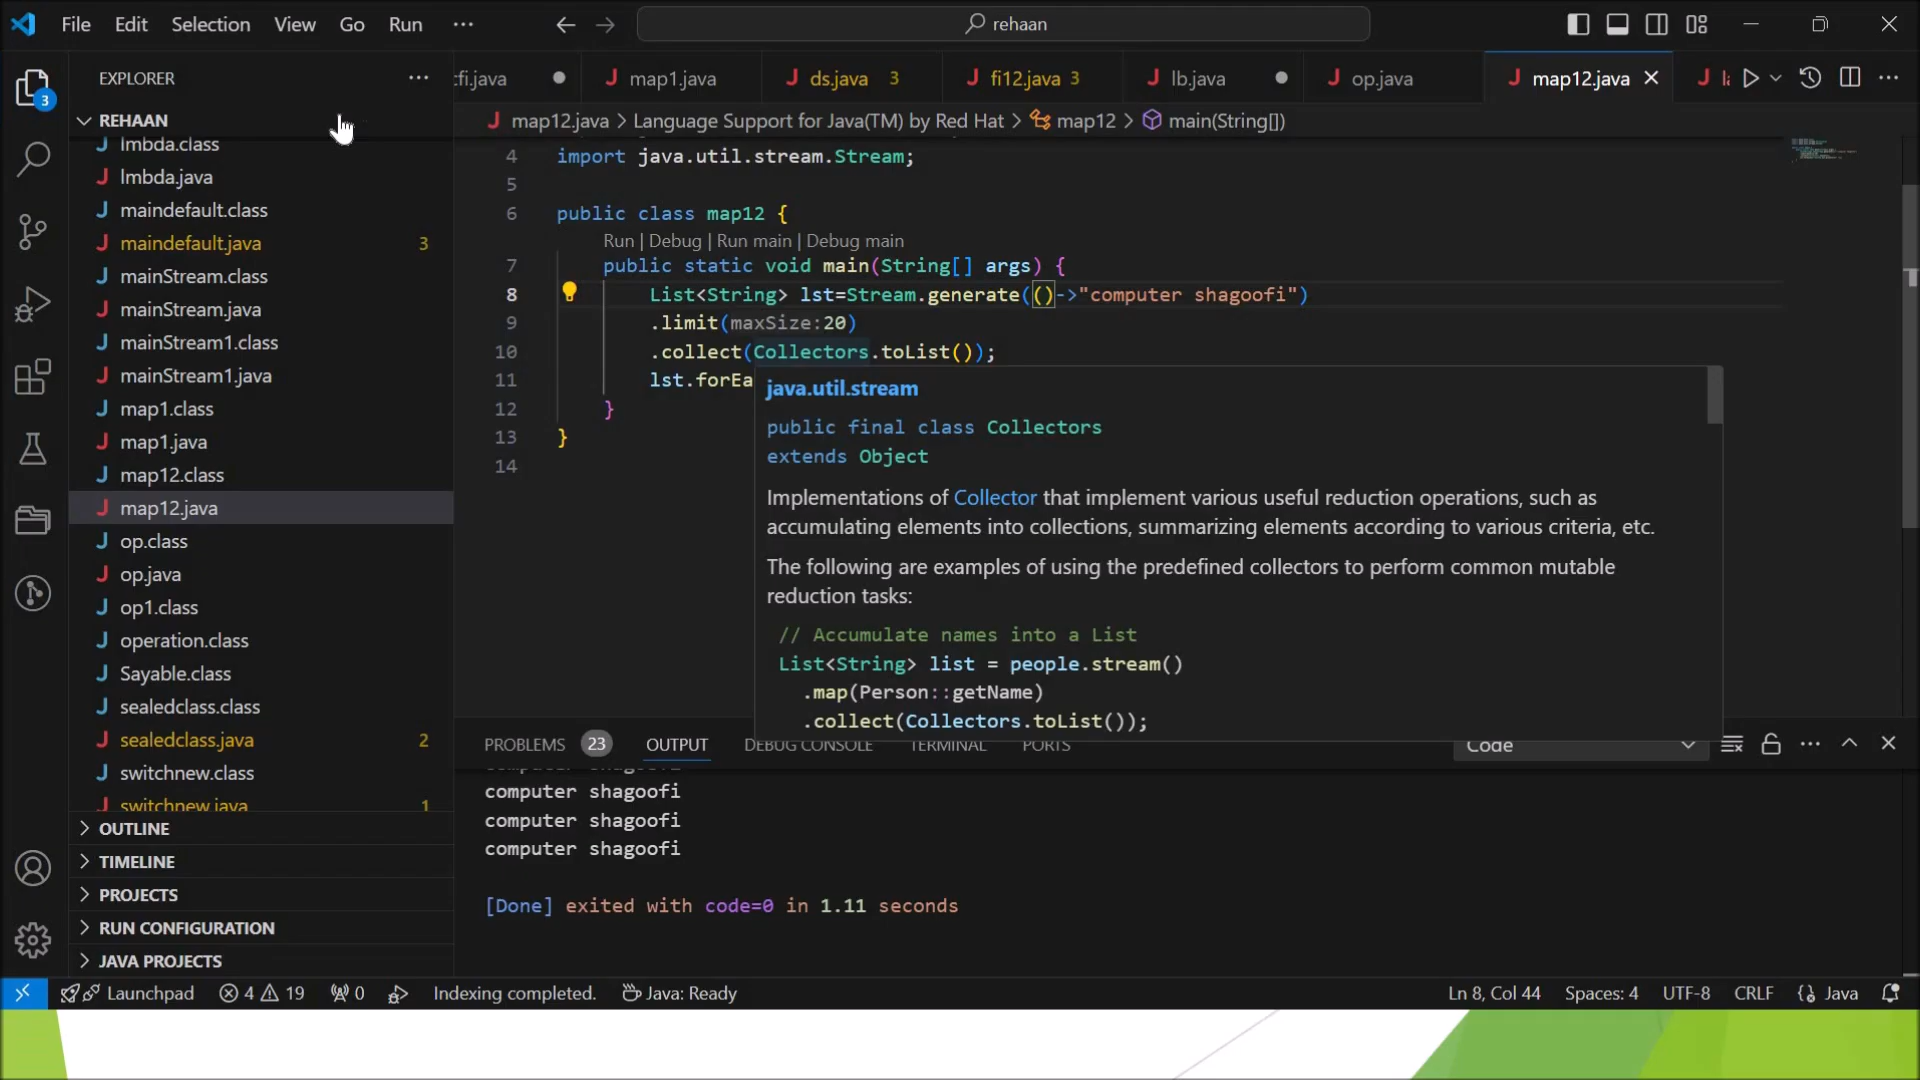 File Edit Selection View Go Run ··· rehaan
EXPLORER ···
cfi.java map1.java ds.java 3 fi12.java 3 lb.java op.java map12.java
REHAAN
map12.java > Language Support for Java(TM) by Red Hat > map12 > main(String[])
lmbda.class
lmbda.java
maindefault.class
maindefault.java 3
mainStream.class
mainStream.java
mainStream1.class
mainStream1.java
map1.class
map1.java
map12.class
map12.java
op.class
op.java
op1.class
operation.class
Sayable.class
sealedclass.class
sealedclass.java 2
switchnew.class
switchnew.java 1
OUTLINE
TIMELINE
PROJECTS
RUN CONFIGURATION
JAVA PROJECTS
3
4 import java.util.stream.Stream;
5
6 public class map12 {
Run | Debug | Run main | Debug main
7 public static void main(String[] args) {
8 List<String> lst=Stream.generate(()->"computer shagoofi")
9 .limit(maxSize:20)
10 .collect(Collectors.toList());
11 lst.forEa
12 }
13 }
14
java.util.stream
public final class Collectors
extends Object
Implementations of Collector that implement various useful reduction operations, such as
accumulating elements into collections, summarizing elements according to various criteria, etc.
The following are examples of using the predefined collectors to perform common mutable
reduction tasks:
// Accumulate names into a List
List<String> list = people.stream()
.map(Person::getName)
.collect(Collectors.toList());
PROBLEMS 23 OUTPUT DEBUG CONSOLE TERMINAL PORTS Code
computer shagoofi
computer shagoofi
computer shagoofi
computer shagoofi
[Done] exited with code=0 in 1.11 seconds
Launchpad 4 19 0 Indexing completed. Java: Ready Ln 8, Col 44 Spaces: 4 UTF-8 CRLF Java